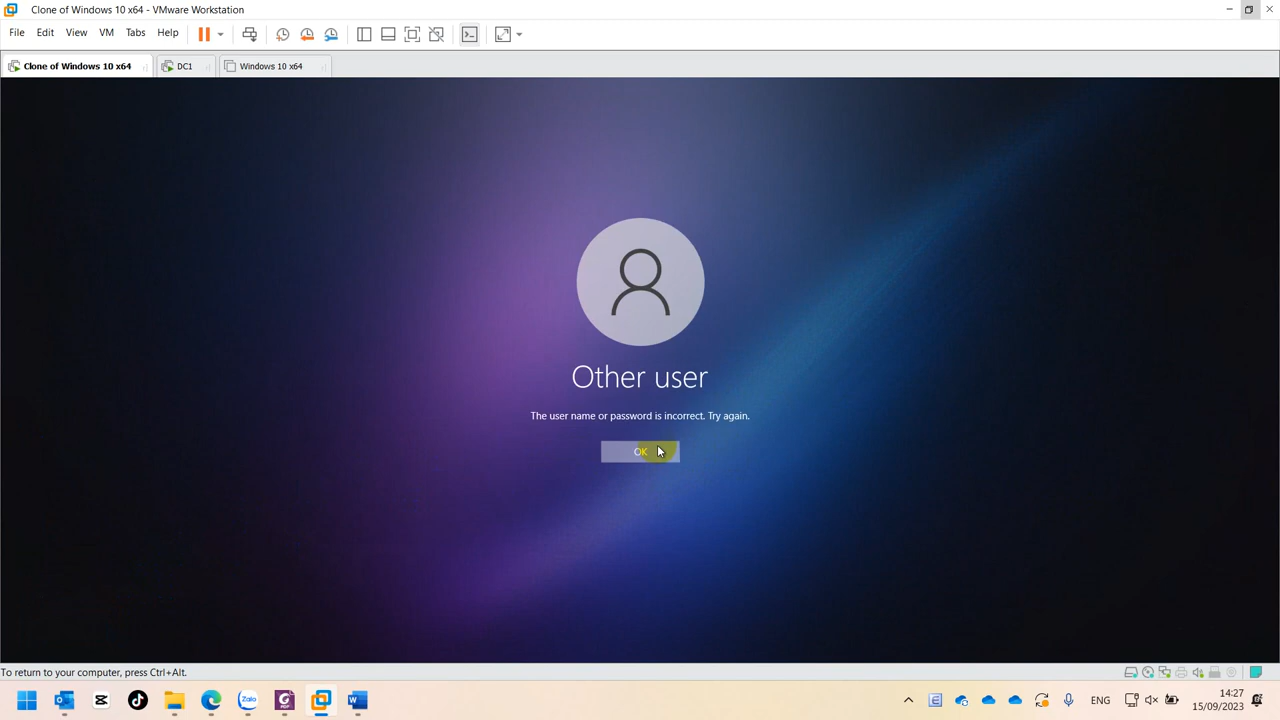 Clone of Windows 10 x64 - VMware Workstation
File Edit View VM Tabs Help
Clone of Windows 10 x64 DC1 Windows 10 x64
Other user
The user name or password is incorrect. Try again.
OK
To return to your computer, press Ctrl+Alt.
Zalo PDF W ENG 14:27
15/09/2023